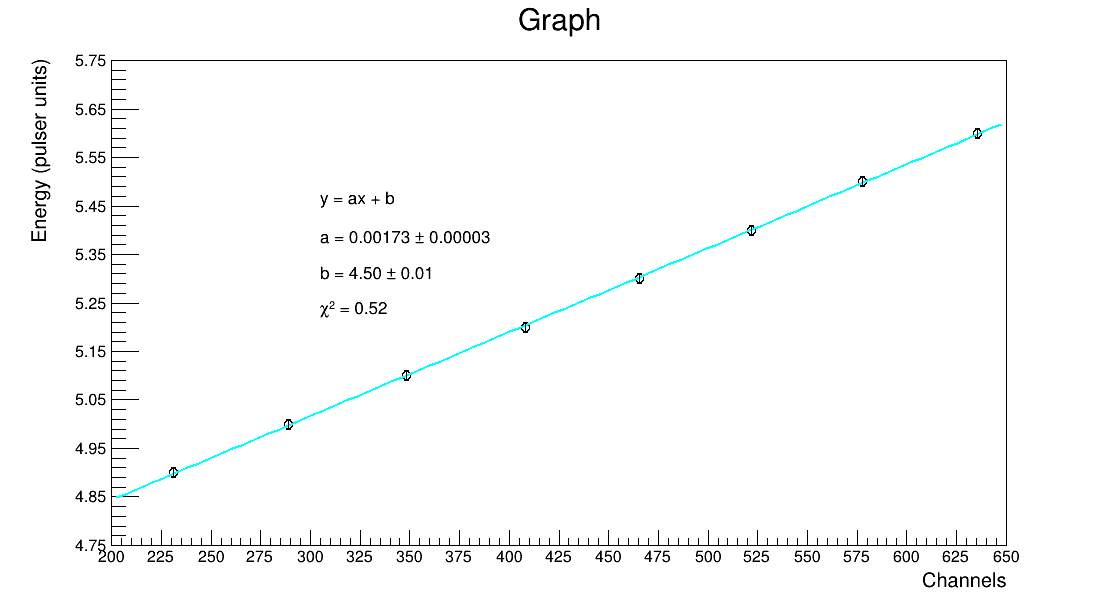 Graph
Energy (pulser units)
5.75
5.65
5.55
5.45
5.35
5.25
5.15
5.05
4.95
4.85
4.75
y = ax + b
a = 0.00173 ± 0.00003
b = 4.50 ± 0.01
χ² = 0.52
200 225 250 275 300 325 350 375 400 425 450 475 500 525 550 575 600 625 650
Channels